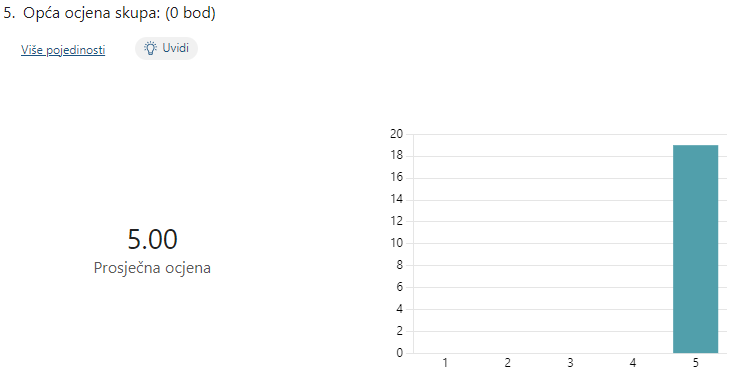 5. Opća ocjena skupa: (0 bod)
Više pojedinosti
Uvidi
5.00
Prosječna ocjena
20
18
16
14
12
10
8
6
4
2
0
1 2 3 4 5